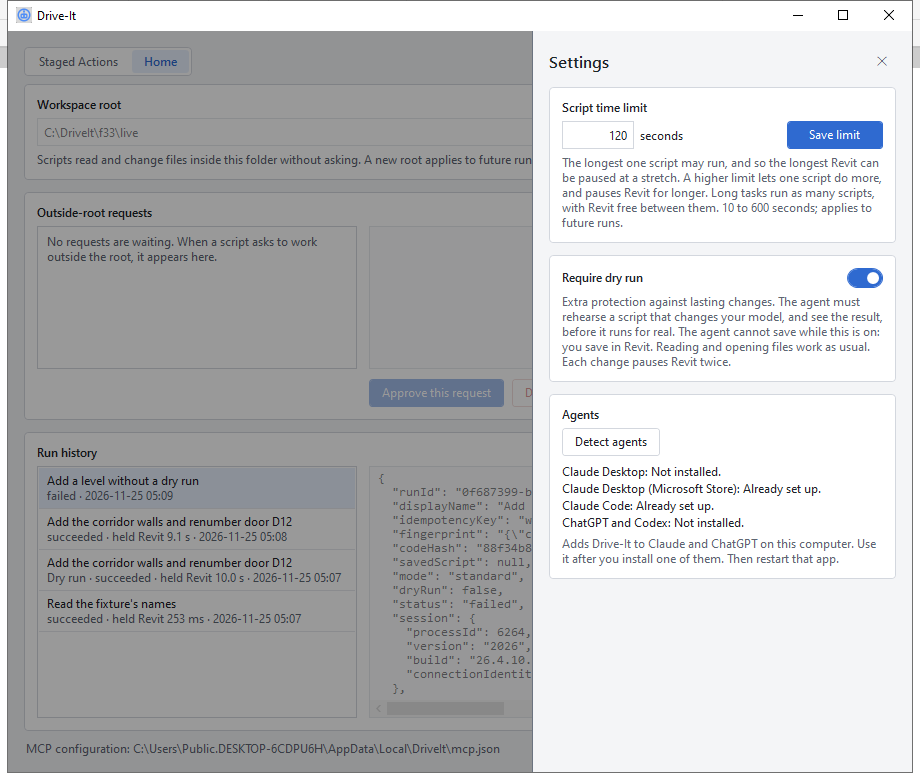 Drive-It
Staged Actions
Home
Workspace root
C:\DriveIt\f33\live
Scripts read and change files inside this folder without asking. A new root applies to future run
Outside-root requests
No requests are waiting. When a script asks to work
outside the root, it appears here.
Approve this request
D
Run history
Add a level without a dry run
failed · 2026-11-25 05:09
Add the corridor walls and renumber door D12
succeeded · held Revit 9.1 s · 2026-11-25 05:08
Add the corridor walls and renumber door D12
Dry run · succeeded · held Revit 10.0 s · 2026-11-25 05:07
Read the fixture's names
succeeded · held Revit 253 ms · 2026-11-25 05:07
{
"runId": "0f687399-b
"displayName": "Add
"idempotencyKey": "w
"fingerprint": "{\"c
"codeHash": "88f34b8
"savedScript": null,
"mode": "standard",
"dryRun": false,
"status": "failed",
"session": {
"processId": 6264,
"version": "2026",
"build": "26.4.10.
"connectionIdentit
},
MCP configuration: C:\Users\Public.DESKTOP-6CDPU6H\AppData\Local\DriveIt\mcp.json
Settings
Script time limit
120 seconds
Save limit
The longest one script may run, and so the longest Revit can
be paused at a stretch. A higher limit lets one script do more,
and pauses Revit for longer. Long tasks run as many scripts,
with Revit free between them. 10 to 600 seconds; applies to
future runs.
Require dry run
Extra protection against lasting changes. The agent must
rehearse a script that changes your model, and see the result,
before it runs for real. The agent cannot save while this is on:
you save in Revit. Reading and opening files work as usual.
Each change pauses Revit twice.
Agents
Detect agents
Claude Desktop: Not installed.
Claude Desktop (Microsoft Store): Already set up.
Claude Code: Already set up.
ChatGPT and Codex: Not installed.
Adds Drive-It to Claude and ChatGPT on this computer. Use
it after you install one of them. Then restart that app.